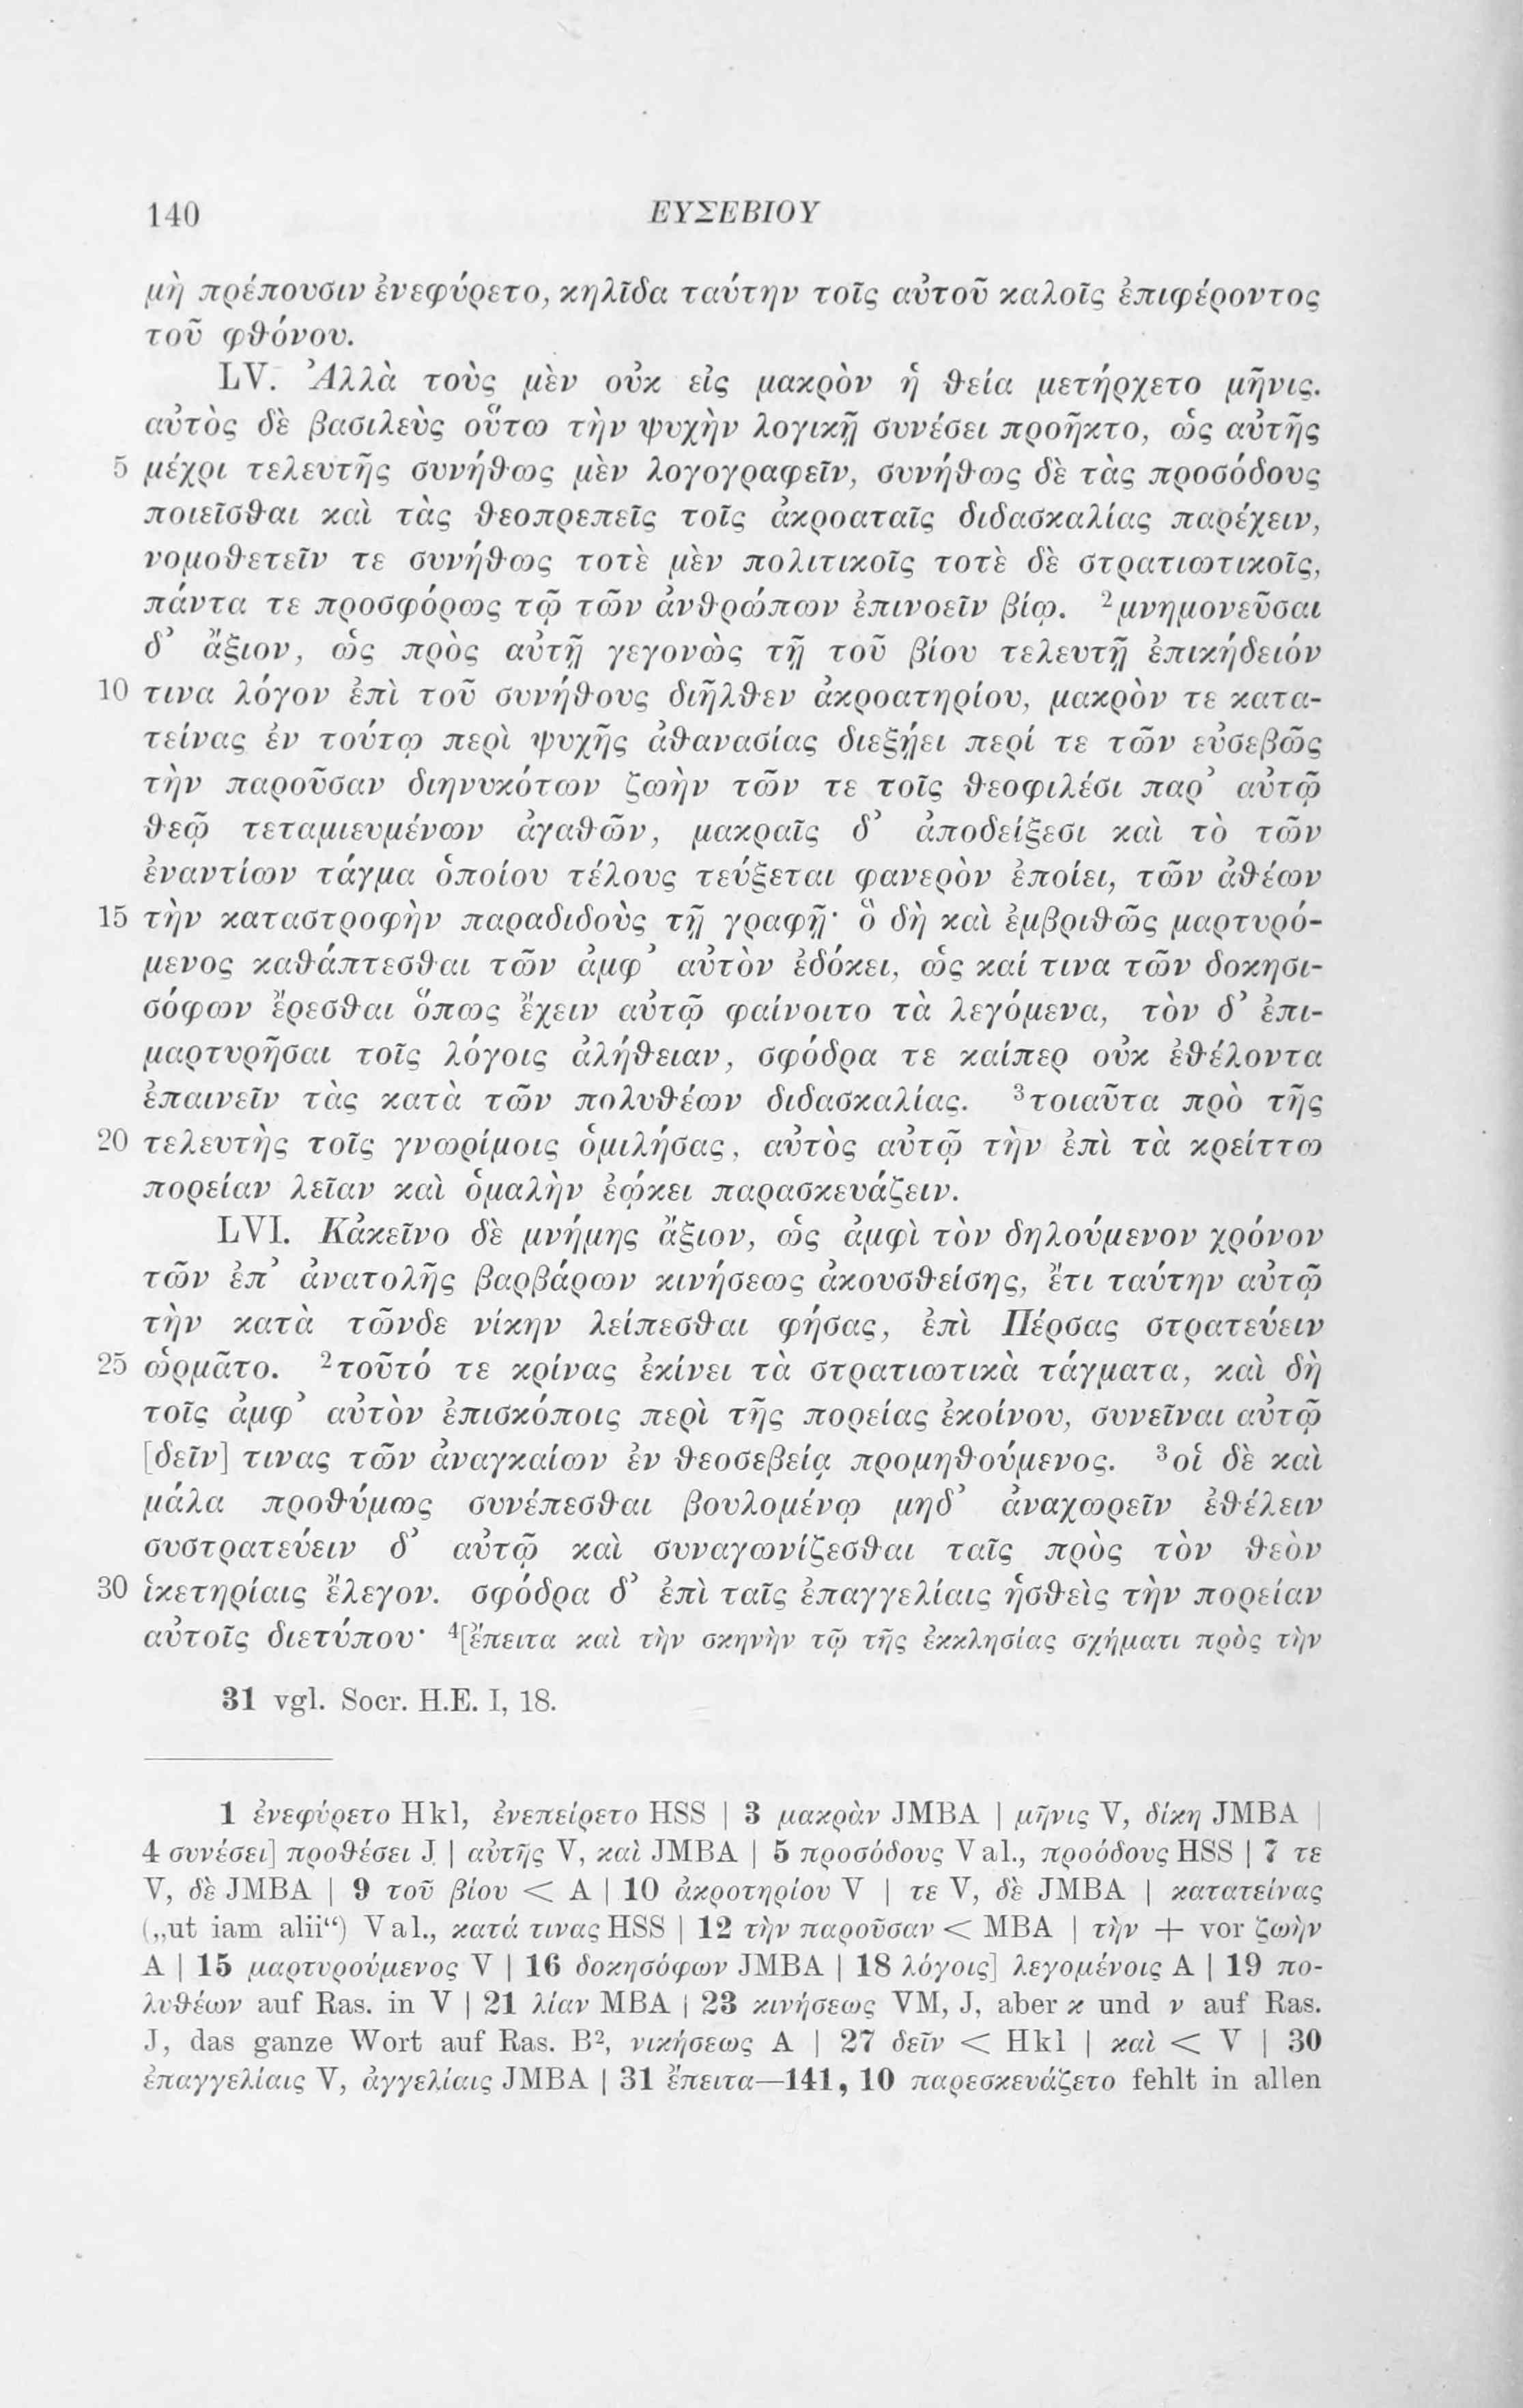 140
ΕΥΣΕΒΙΟΥ
μὴ πρέπουσιν ἐνεφύρετο, κηλῖδα ταύτην τοῖς αὐτοῦ καλοῖς ἐπιφέροντος
τοῦ φθόνου.
LV. Ἀλλὰ τοὺς μὲν οὐκ εἰς μακρὸν ἡ θεία μετήρχετο μῆνις.
αὐτὸς δὲ βασιλεὺς οὕτω τὴν ψυχὴν λογικῇ συνέσει προῆκτο, ὡς αὐτῆς
5 μέχρι τελευτῆς συνήθως μὲν λογογραφεῖν, συνήθως δὲ τὰς προσόδους
ποιεῖσθαι καὶ τὰς θεοπρεπεῖς τοῖς ἀκροαταῖς διδασκαλίας παρέχειν,
νομοθετεῖν τε συνήθως τοτὲ μὲν πολιτικοῖς τοτὲ δὲ στρατιωτικοῖς,
πάντα τε προσφόρως τῷ τῶν ἀνθρώπων ἐπινοεῖν βίῳ. ²μνημονεῦσαι
δ’ ἄξιον, ὡς πρὸς αὐτῇ γεγονὼς τῇ τοῦ βίου τελευτῇ ἐπικήδειόν
10 τινα λόγον ἐπὶ τοῦ συνήθους διῆλθεν ἀκροατηρίου, μακρὸν τε κατα-
τείνας ἐν τούτῳ περὶ ψυχῆς ἀθανασίας διεξῄει περί τε τῶν εὐσεβῶς
τὴν παροῦσαν διηνυκότων ζωὴν τῶν τε τοῖς θεοφιλέσι παρ’ αὐτῷ
θεῷ τεταμιευμένων ἀγαθῶν, μακραῖς δ’ ἀποδείξεσι καὶ τὸ τῶν
ἐναντίων τάγμα ὁποίου τέλους τεύξεται φανερὸν ἐποίει, τῶν ἀθέων
15 τὴν καταστροφὴν παραδιδοὺς τῇ γραφῇ· ὃ δὴ καὶ ἐμβριθῶς μαρτυρό-
μενος καθάπτεσθαι τῶν ἀμφ’ αὐτὸν ἐδόκει, ὡς καί τινα τῶν δοκησι-
σόφων ἔρεσθαι ὅπως ἔχειν αὐτῷ φαίνοιτο τὰ λεγόμενα, τὸν δ’ ἐπι-
μαρτυρῆσαι τοῖς λόγοις ἀλήθειαν, σφόδρα τε καίπερ οὐκ ἐθέλοντα
ἐπαινεῖν τὰς κατὰ τῶν πολυθέων διδασκαλίας. ³τοιαῦτα πρὸ τῆς
20 τελευτὴς τοῖς γνωρίμοις ὁμιλήσας, αὐτὸς αὑτῷ τὴν ἐπὶ τὰ κρείττω
πορείαν λεῖαν καὶ ὁμαλὴν ἐῴκει παρασκευάζειν.
LVI. Κἀκεῖνο δὲ μνήμης ἄξιον, ὡς ἀμφὶ τὸν δηλούμενον χρόνον
τῶν ἐπ’ ἀνατολῆς βαρβάρων κινήσεως ἀκουσθείσης, ἔτι ταύτην αὐτῷ
τὴν κατὰ τῶνδε νίκην λείπεσθαι φήσας, ἐπὶ Πέρσας στρατεύειν
25 ὡρμᾶτο. ²τοῦτό τε κρίνας ἐκίνει τὰ στρατιωτικὰ τάγματα, καὶ δὴ
τοῖς ἀμφ’ αὐτὸν ἐπισκόποις περὶ τῆς πορείας ἐκοίνου, συνεῖναι αὐτῷ
[δεῖν] τινας τῶν ἀναγκαίων ἐν θεοσεβείᾳ προμηθούμενος. ³οἱ δὲ καὶ
μάλα προθύμως συνέπεσθαι βουλομένῳ μηδ’ ἀναχωρεῖν ἐθέλειν
συστρατεύειν δ’ αὐτῷ καὶ συναγωνίζεσθαι ταῖς πρὸς τὸν θεὸν
30 ἱκετηρίαις ἔλεγον. σφόδρα δ’ ἐπὶ ταῖς ἐπαγγελίαις ἡσθεὶς τὴν πορείαν
αὐτοῖς διετύπου· ⁴[ἔπειτα καὶ τὴν σκηνὴν τῷ τῆς ἐκκλησίας σχήματι πρὸς τὴν
31 vgl. Socr. H.E. I, 18.
1 ἐνεφύρετο Hkl, ἐνεπείρετο HSS | 3 μακρὰν JMBA | μῆνις V, δίκη JMBA |
4 συνέσει] προθέσει J | αὐτῆς V, καὶ JMBA | 5 προσόδους Val., προόδους HSS | 7 τε
V, δὲ JMBA | 9 τοῦ βίου < A | 10 ἀκροτηρίου V | τε V, δὲ JMBA | κατατείνας
(„ut iam alii“) Val., κατά τινας HSS | 12 τὴν παροῦσαν < MBA | τὴν + vor ζωὴν
A | 15 μαρτυρούμενος V | 16 δοκησόφων JMBA | 18 λόγοις] λεγομένοις A | 19 πο-
λυθέων auf Ras. in V | 21 λίαν MBA | 23 κινήσεως VM, J, aber κ und ν auf Ras.
J, das ganze Wort auf Ras. B², νικήσεως A | 27 δεῖν < Hkl | καὶ < V | 30
ἐπαγγελίαις V, ἀγγελίαις JMBA | 31 ἔπειτα—141, 10 παρεσκευάζετο fehlt in allen